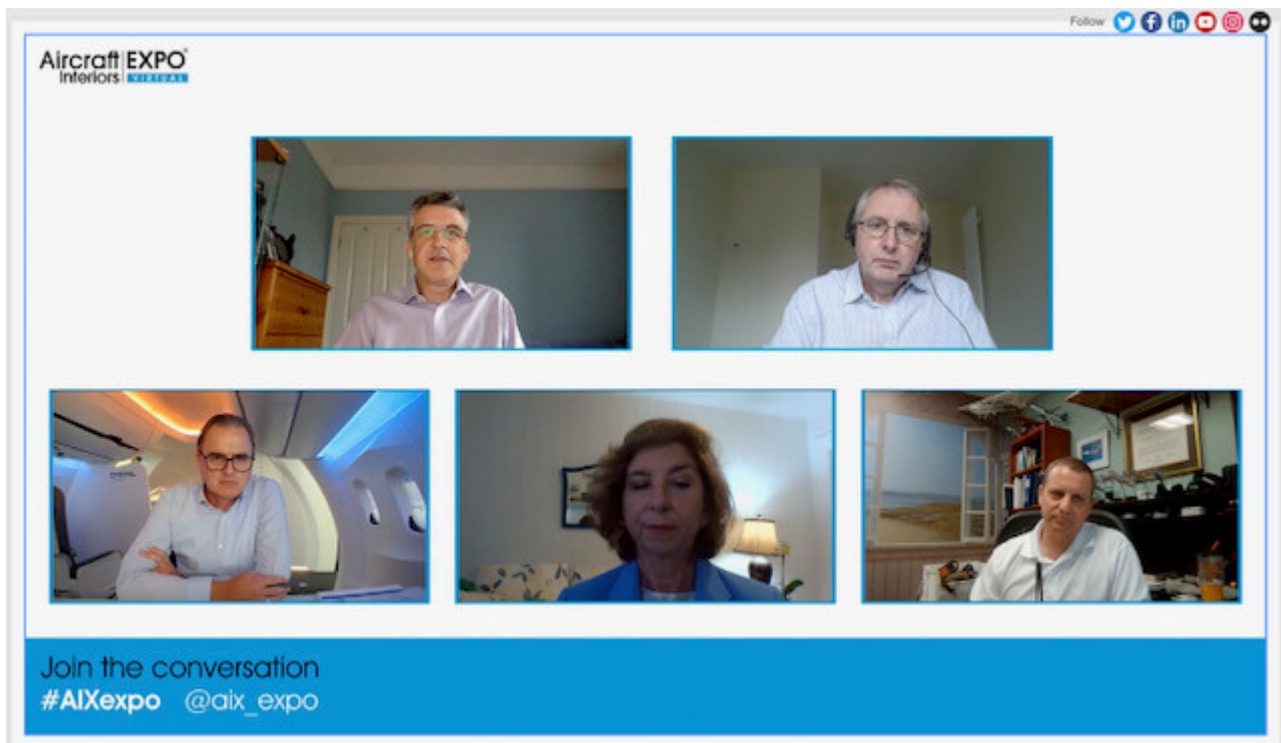 Follow
Aircraft EXPO
Interiors VIRTUAL
Join the conversation
#AIXexpo @aix_expo